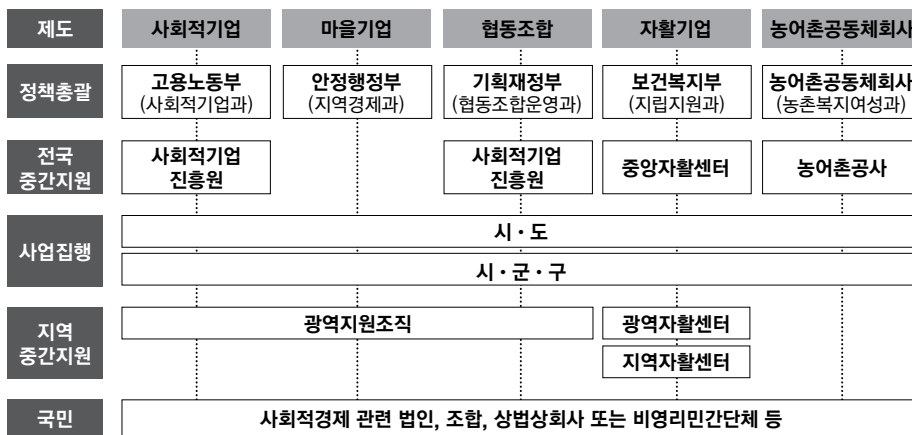 제도 사회적기업 마을기업 협동조합 자활기업 농어촌공동체회사
정책총괄
고용노동부 안정행정부 기획재정부 보건복지부 농어촌공동체회사
(사회적기업과) (지역경제과) (협동조합운영과) (지립지원과) (농촌복지여성과)
전국
중간지원
사회적기업
진흥원
사회적기업
진흥원
중앙자활센터
농어촌공사
사업집행
시·도
시·군·구
지역
중간지원
광역지원조직
광역자활센터
지역자활센터
국민
사회적경제 관련 법인, 조합, 상법상회사 또는 비영리민간단체 등